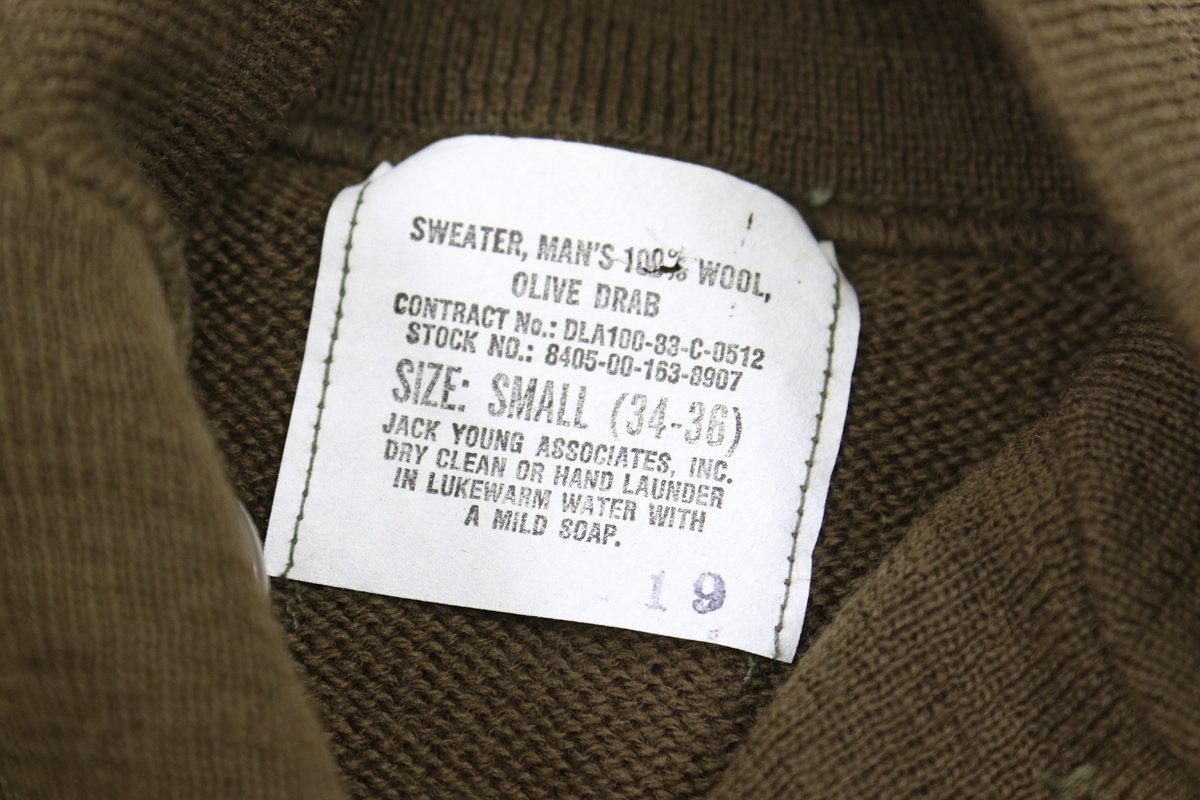 SWEATER, MAN'S 100% WOOL,
OLIVE DRAB
CONTRACT No.: DLA100-83-C-0512
STOCK NO.: 8405-00-163-8907
SIZE: SMALL (34-36)
JACK YOUNG ASSOCIATES, INC.
DRY CLEAN OR HAND LAUNDER
IN LUKEWARM WATER WITH
A MILD SOAP.
19